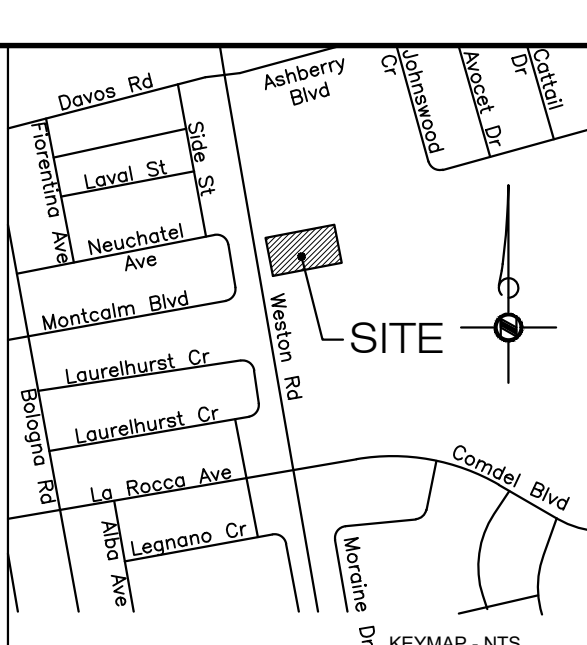 Davos Rd
Ashberry
Blvd
Johnswood
Cr
Avocet Dr
Cattail
Dr
Fiorentina Ave
Side St
Laval St
Neuchatel
Ave
Montcalm Blvd
Weston Rd
SITE
N
Laurelhurst Cr
Laurelhurst Cr
Bologna Rd
La Rocca Ave
Comdel Blvd
Alba Ave
Legnano Cr
Moraine Dr
KEYMAP - NTS